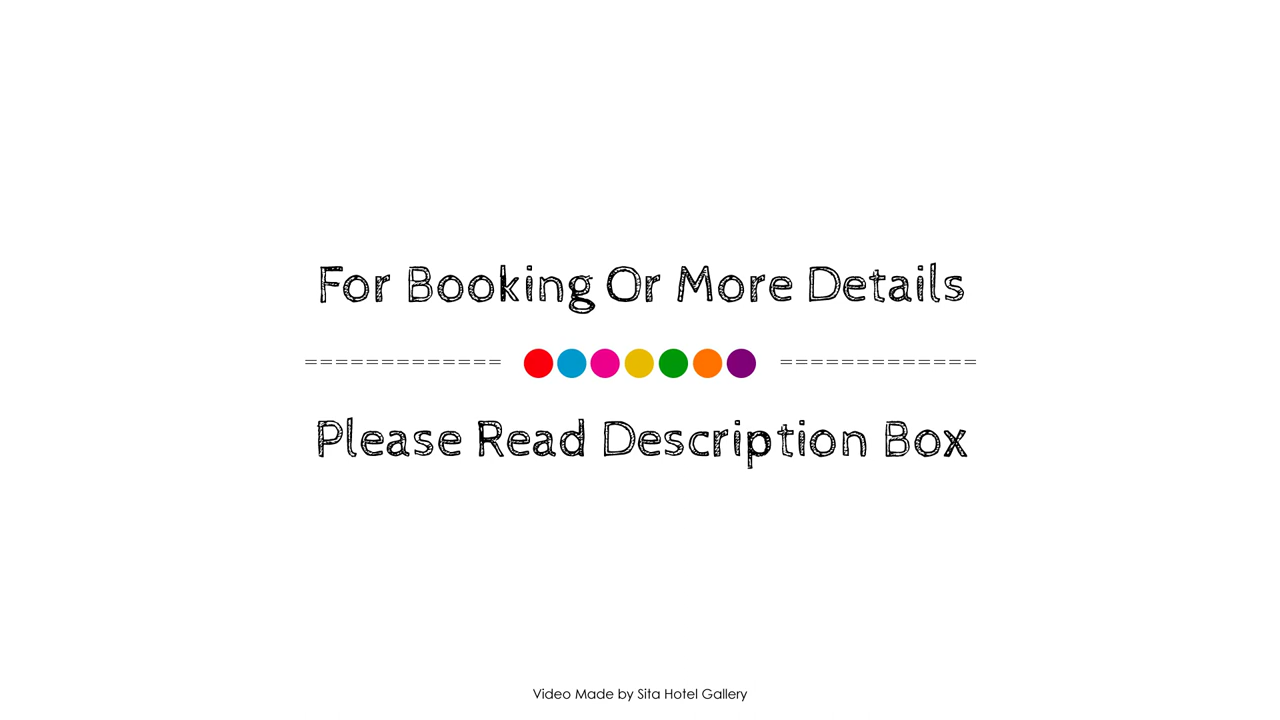 For Booking Or More Details
============= =============
Please Read Description Box
Video Made by Sita Hotel Gallery